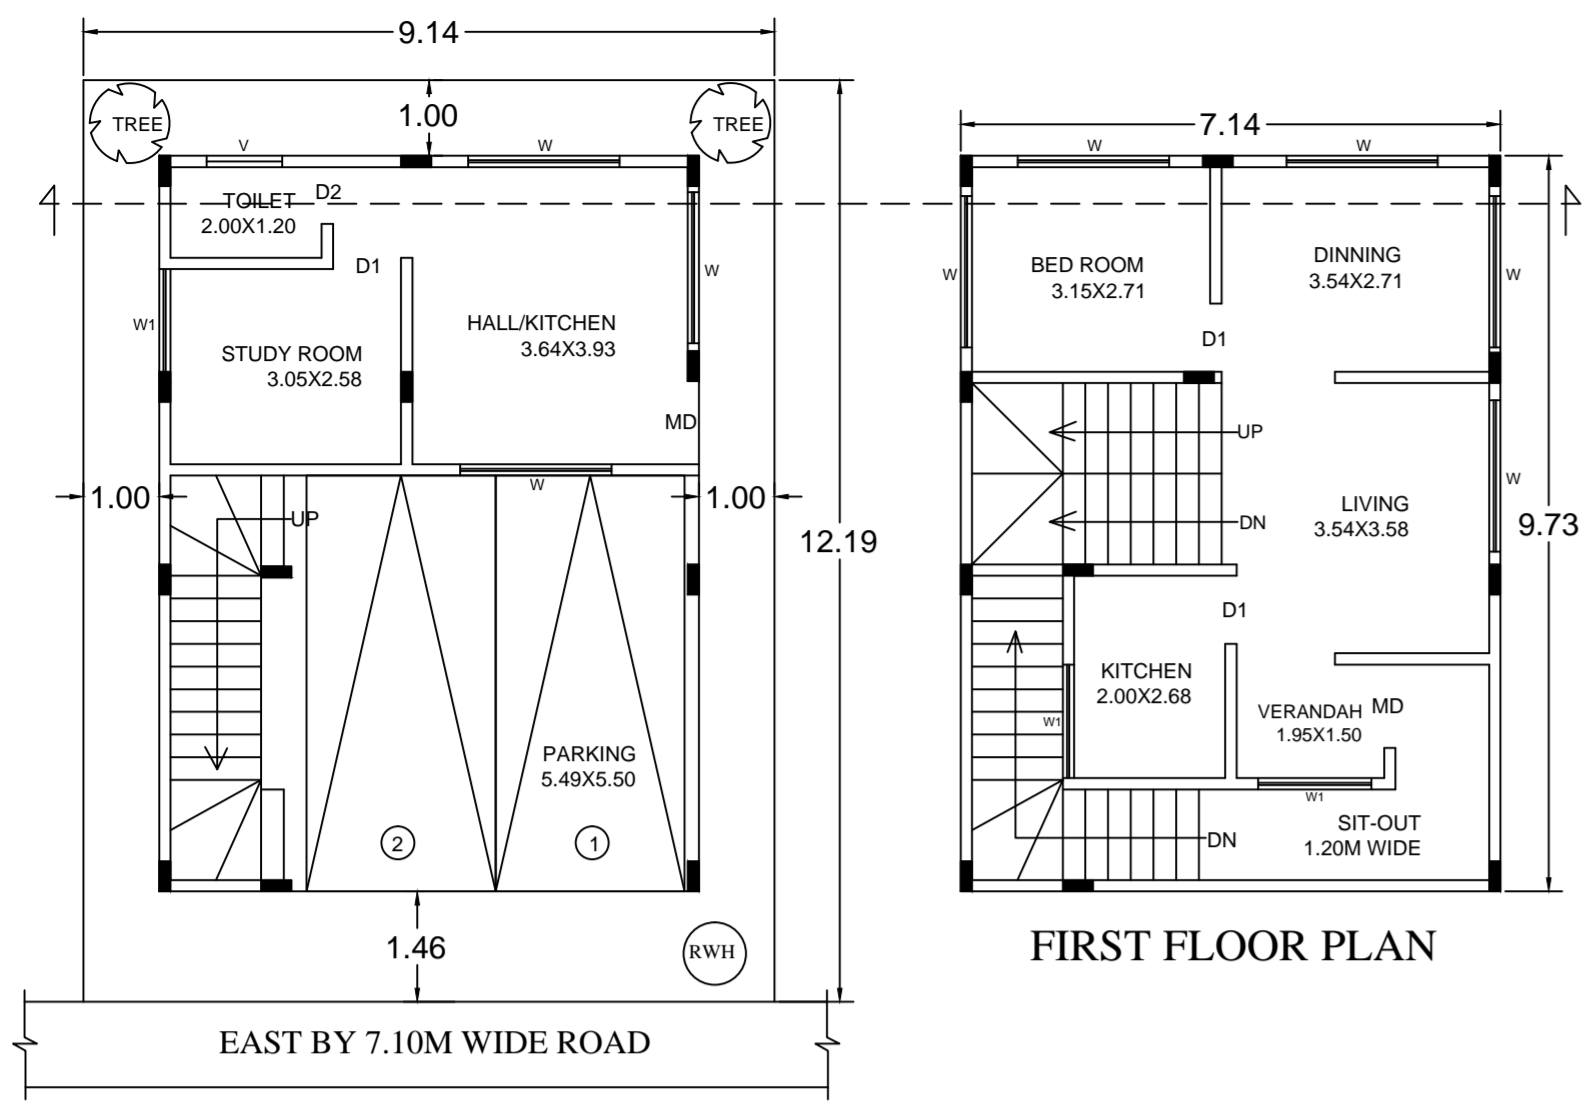 9.14
1.00
TREE
TREE
V
W
TOILET
2.00X1.20
D2
D1
W
W1
HALL/KITCHEN
3.64X3.93
STUDY ROOM
3.05X2.58
MD
1.00
W
1.00
UP
12.19
PARKING
5.49X5.50
2
1
1.46
RWH
EAST BY 7.10M WIDE ROAD
7.14
W
W
W
BED ROOM
3.15X2.71
DINNING
3.54X2.71
W
D1
UP
W
LIVING
3.54X3.58
DN
9.73
D1
KITCHEN
2.00X2.68
W1
VERANDAH
1.95X1.50
MD
W1
SIT-OUT
1.20M WIDE
DN
FIRST FLOOR PLAN